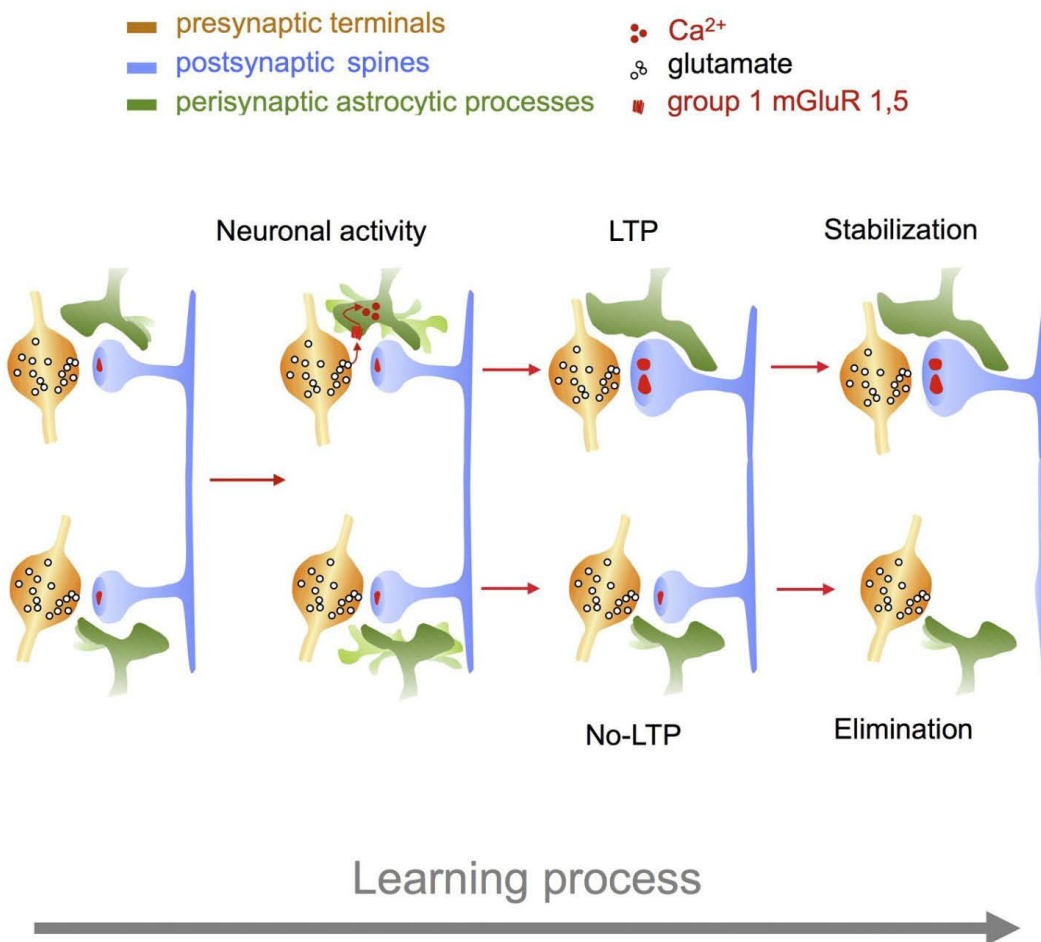 presynaptic terminals
postsynaptic spines
perisynaptic astrocytic processes
Ca²⁺
glutamate
group 1 mGluR 1,5
Neuronal activity
LTP
Stabilization
No-LTP
Elimination
Learning process